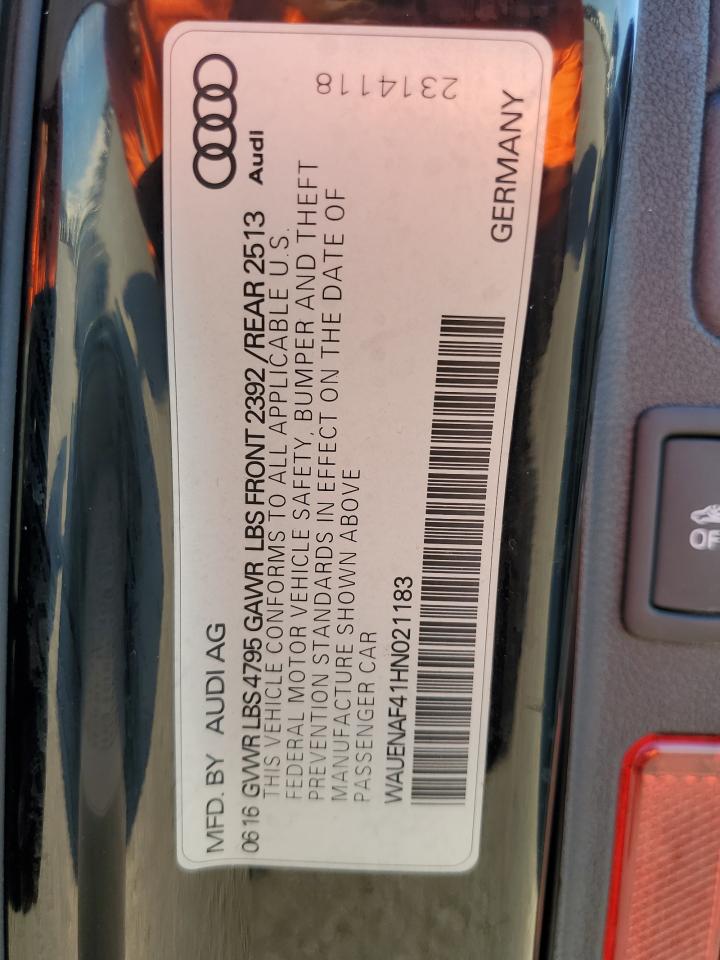 MFD. BY AUDI AG
0616 GVWR LBS 4795 GAWR LBS FRONT 2392 /REAR 2513
THIS VEHICLE CONFORMS TO ALL APPLICABLE U.S.
FEDERAL MOTOR VEHICLE SAFETY, BUMPER AND THEFT
PREVENTION STANDARDS IN EFFECT ON THE DATE OF
MANUFACTURE SHOWN ABOVE
PASSENGER CAR
WAUENAF41HN021183
Audi
GERMANY
2314118
OF